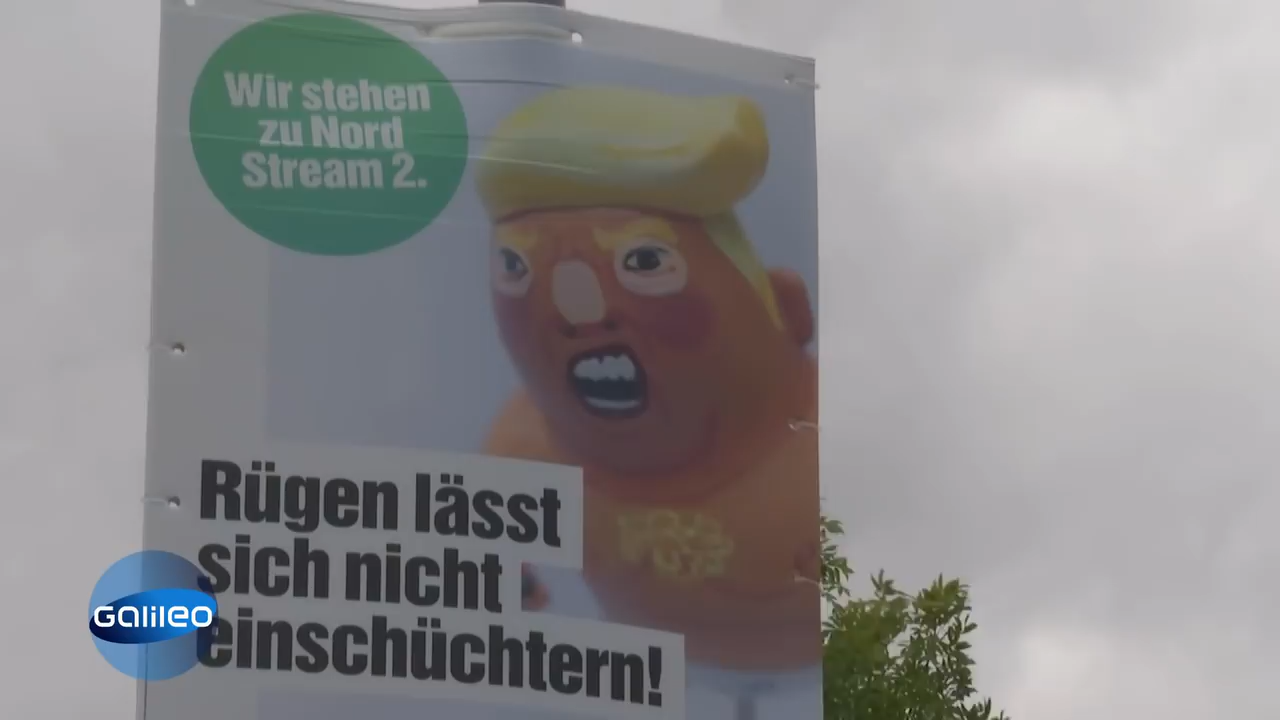 Wir stehen
zu Nord
Stream 2.
Rügen lässt
sich nicht
einschüchtern!
Galileo